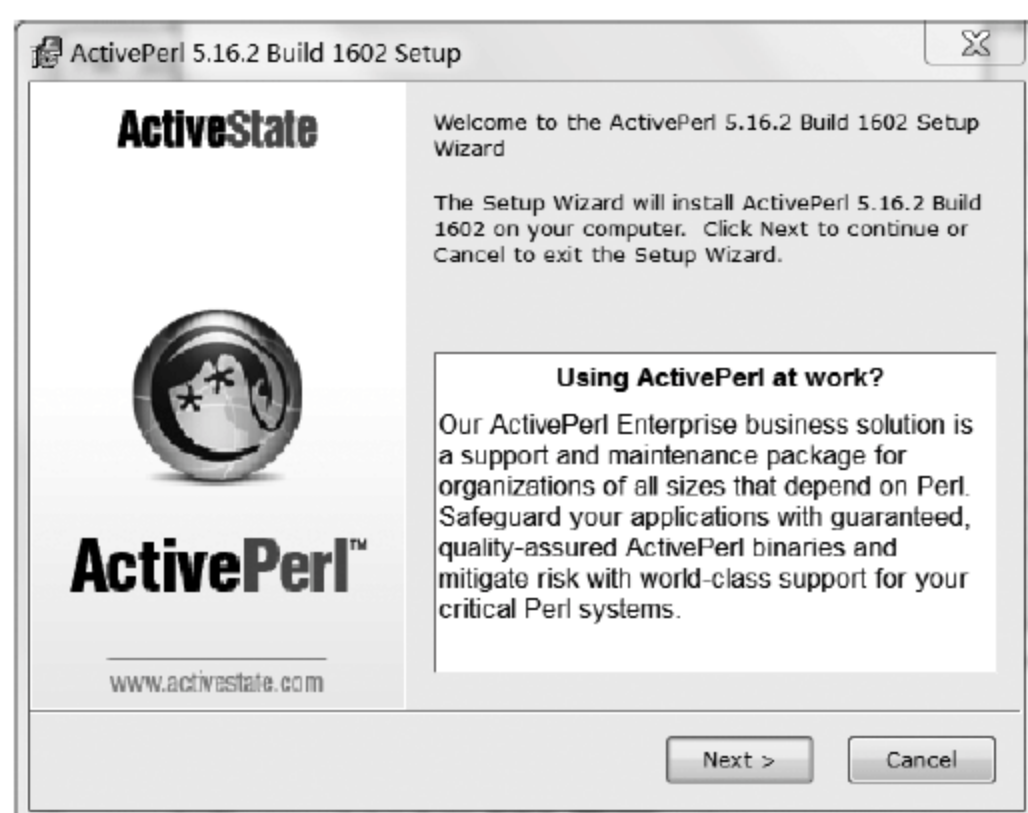 ActivePerl 5.16.2 Build 1602 Setup
ActiveState
ActivePerl™
www.activestate.com
Welcome to the ActivePerl 5.16.2 Build 1602 Setup
Wizard
The Setup Wizard will install ActivePerl 5.16.2 Build
1602 on your computer. Click Next to continue or
Cancel to exit the Setup Wizard.
Using ActivePerl at work?
Our ActivePerl Enterprise business solution is
a support and maintenance package for
organizations of all sizes that depend on Perl.
Safeguard your applications with guaranteed,
quality-assured ActivePerl binaries and
mitigate risk with world-class support for your
critical Perl systems.
Next >
Cancel